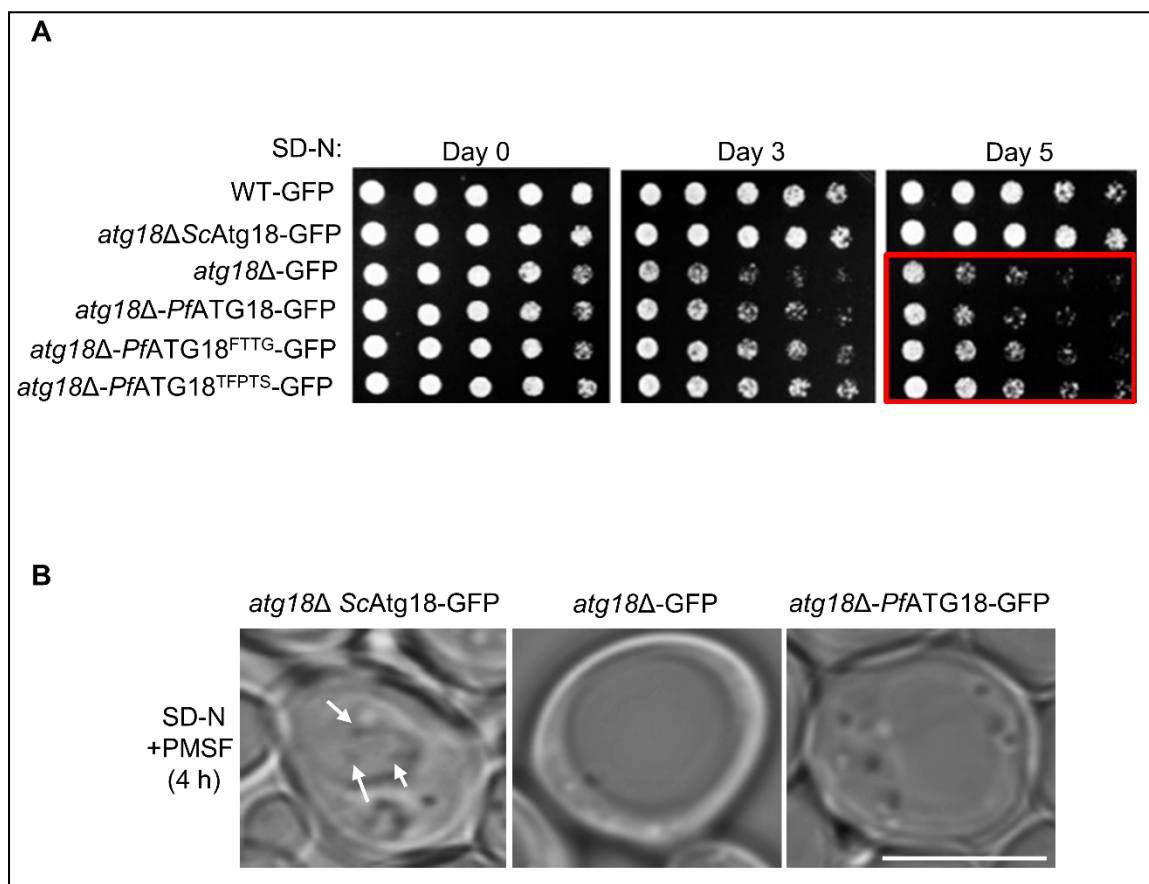 A
SD-N: Day 0 Day 3 Day 5
WT-GFP
atg18ΔScAtg18-GFP
atg18Δ-GFP
atg18Δ-PfATG18-GFP
atg18Δ-PfATG18FTTG-GFP
atg18Δ-PfATG18TFPTS-GFP
B
atg18Δ ScAtg18-GFP atg18Δ-GFP atg18Δ-PfATG18-GFP
SD-N
+PMSF
(4 h)